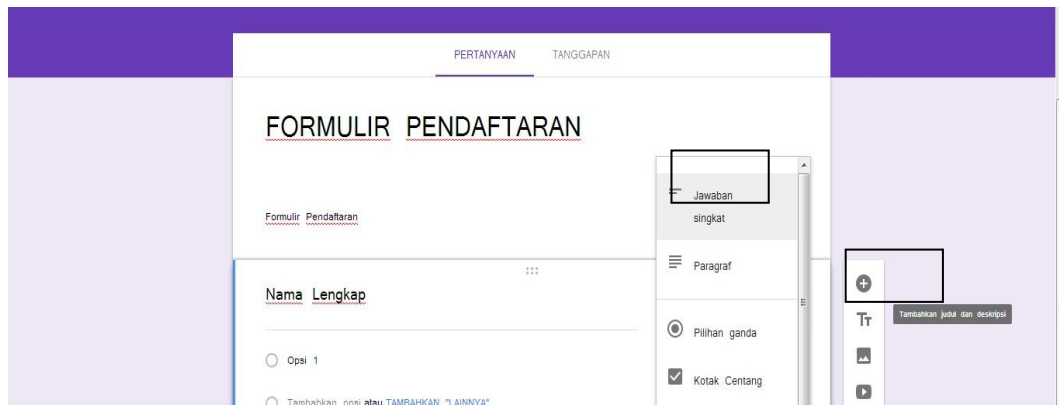 PERTANYAAN TANGGAPAN
FORMULIR PENDAFTARAN
Formulir Pendaftaran
Jawaban
singkat
Paragraf
Nama Lengkap
Pilihan ganda
Opsi 1
Kotak Centang
Tambahkan opsi atau TAMBAHKAN "LAINNYA"
Tт
Tambahkan judul dan deskripsi